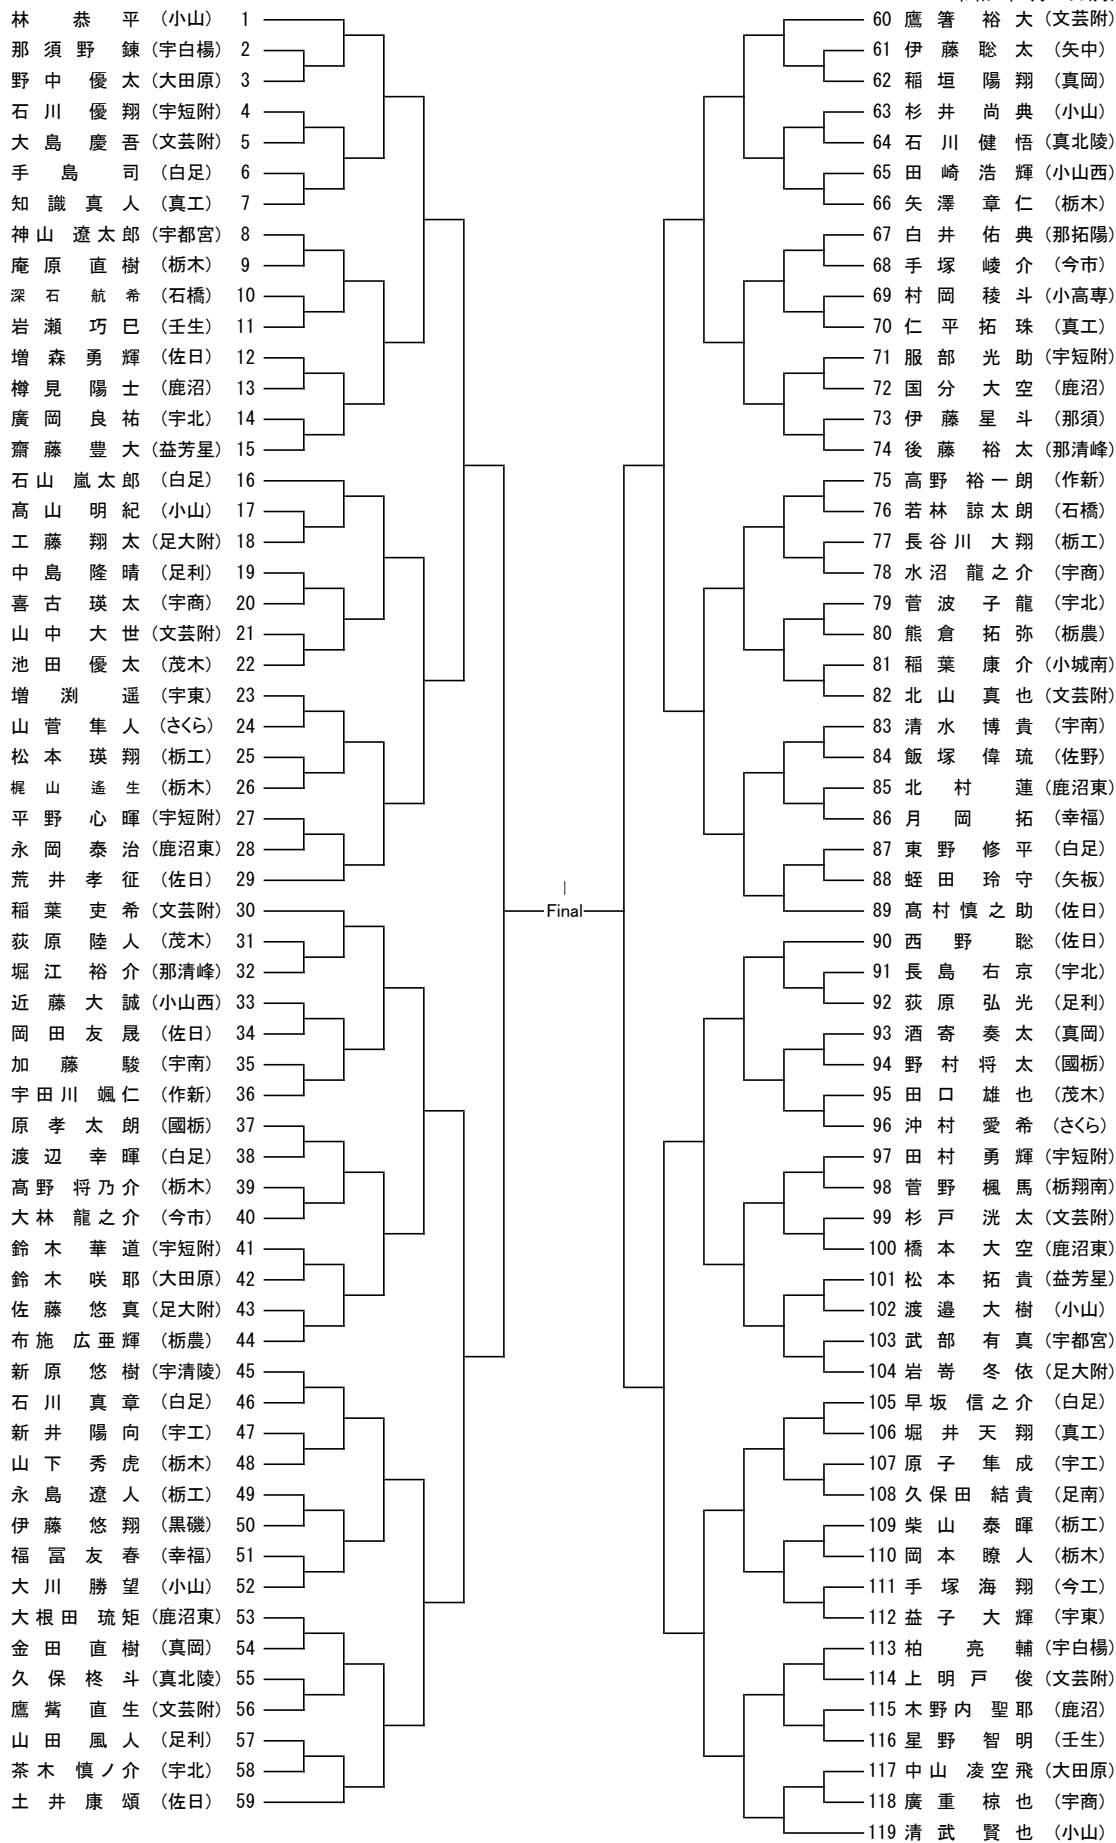 林 恭平 (小山) 1
那須野 錬 (宇白楊) 2
野中 優太 (大田原) 3
石川 優翔 (宇短附) 4
大島 慶吾 (文芸附) 5
手島 司 (白足) 6
知識真人 (真工) 7
神山 遼太郎 (宇都宮) 8
庵原 直樹 (栃木) 9
深石 航希 (石橋) 10
岩瀬 巧巳 (壬生) 11
増森勇輝 (佐日) 12
樽見 陽士 (鹿沼) 13
廣岡 良祐 (宇北) 14
齋藤 豊大 (益芳星) 15
石山 嵐太郎 (白足) 16
髙山 明紀 (小山) 17
工藤 翔太 (足大附) 18
中島 隆晴 (足利) 19
喜古 瑛太 (宇商) 20
山中 大世 (文芸附) 21
池田 優太 (茂木) 22
増渕 遥 (宇東) 23
山菅 隼人 (さくら) 24
松本 瑛翔 (栃工) 25
梶山 遙生 (栃木) 26
平野 心暉 (宇短附) 27
永岡 泰治 (鹿沼東) 28
荒井孝征 (佐日) 29
稲葉 吏希 (文芸附) 30
荻原 陸人 (茂木) 31
堀江 裕介 (那清峰) 32
近藤大誠 (小山西) 33
岡田友晟 (佐日) 34
加藤 駿 (宇南) 35
宇田川 颯仁 (作新) 36
原孝太朗 (國栃) 37
渡辺 幸暉 (白足) 38
髙野 将乃介 (栃木) 39
大林 龍之介 (今市) 40
鈴木 華道 (宇短附) 41
鈴木 咲耶 (大田原) 42
佐藤 悠真 (足大附) 43
布施 広亜輝 (栃農) 44
新原 悠樹 (宇清陵) 45
石川 真章 (白足) 46
新井 陽向 (宇工) 47
山下 秀虎 (栃木) 48
永島 遼人 (栃工) 49
伊藤 悠翔 (黒磯) 50
福冨友春 (幸福) 51
大川 勝望 (小山) 52
大根田 琉矩 (鹿沼東) 53
金田 直樹 (真岡) 54
久保柊斗 (真北陵) 55
鷹觜 直生 (文芸附) 56
山田 風人 (足利) 57
茶木 慎ノ介 (宇北) 58
土井康頌 (佐日) 59
Final
60 鷹箸 裕大 (文芸附)
61 伊藤聡太 (矢中)
62 稲垣 陽翔 (真岡)
63 杉井 尚典 (小山)
64 石川健悟 (真北陵)
65 田崎浩輝 (小山西)
66 矢澤章仁 (栃木)
67 白井 佑典 (那拓陽)
68 手塚崚介 (今市)
69 村岡稜斗 (小高専)
70 仁平拓珠 (真工)
71 服部 光助 (宇短附)
72 国分 大空 (鹿沼)
73 伊藤星斗 (那須)
74 後藤 裕太 (那清峰)
75 高野 裕一朗 (作新)
76 若林 諒太朗 (石橋)
77 長谷川 大翔 (栃工)
78 水沼 龍之介 (宇商)
79 菅波 子龍 (宇北)
80 熊倉 拓弥 (栃農)
81 稲葉 康介 (小城南)
82 北山 真也 (文芸附)
83 清水 博貴 (宇南)
84 飯塚 偉琉 (佐野)
85 北村 蓮 (鹿沼東)
86 月岡 拓 (幸福)
87 東野 修平 (白足)
88 蛭田 玲守 (矢板)
89 髙村慎之助 (佐日)
90 西野 聡 (佐日)
91 長島 右京 (宇北)
92 荻原 弘光 (足利)
93 酒寄 奏太 (真岡)
94 野村将太 (國栃)
95 田口 雄也 (茂木)
96 沖村 愛希 (さくら)
97 田村 勇輝 (宇短附)
98 菅野 楓馬 (栃翔南)
99 杉戸 洸太 (文芸附)
100 橋本 大空 (鹿沼東)
101 松本 拓貴 (益芳星)
102 渡邉 大樹 (小山)
103 武部 有真 (宇都宮)
104 岩嵜 冬依 (足大附)
105 早坂 信之介 (白足)
106 堀井天翔 (真工)
107 原子 隼成 (宇工)
108 久保田 結貴 (足南)
109 柴山 泰暉 (栃工)
110 岡本 瞭人 (栃木)
111 手塚海翔 (今工)
112 益子 大輝 (宇東)
113 柏 亮輔 (宇白楊)
114 上明戸 俊 (文芸附)
115 木野内 聖耶 (鹿沼)
116 星野 智明 (壬生)
117 中山 凌空飛 (大田原)
118 廣重 椋也 (宇商)
119 清武 賢也 (小山)